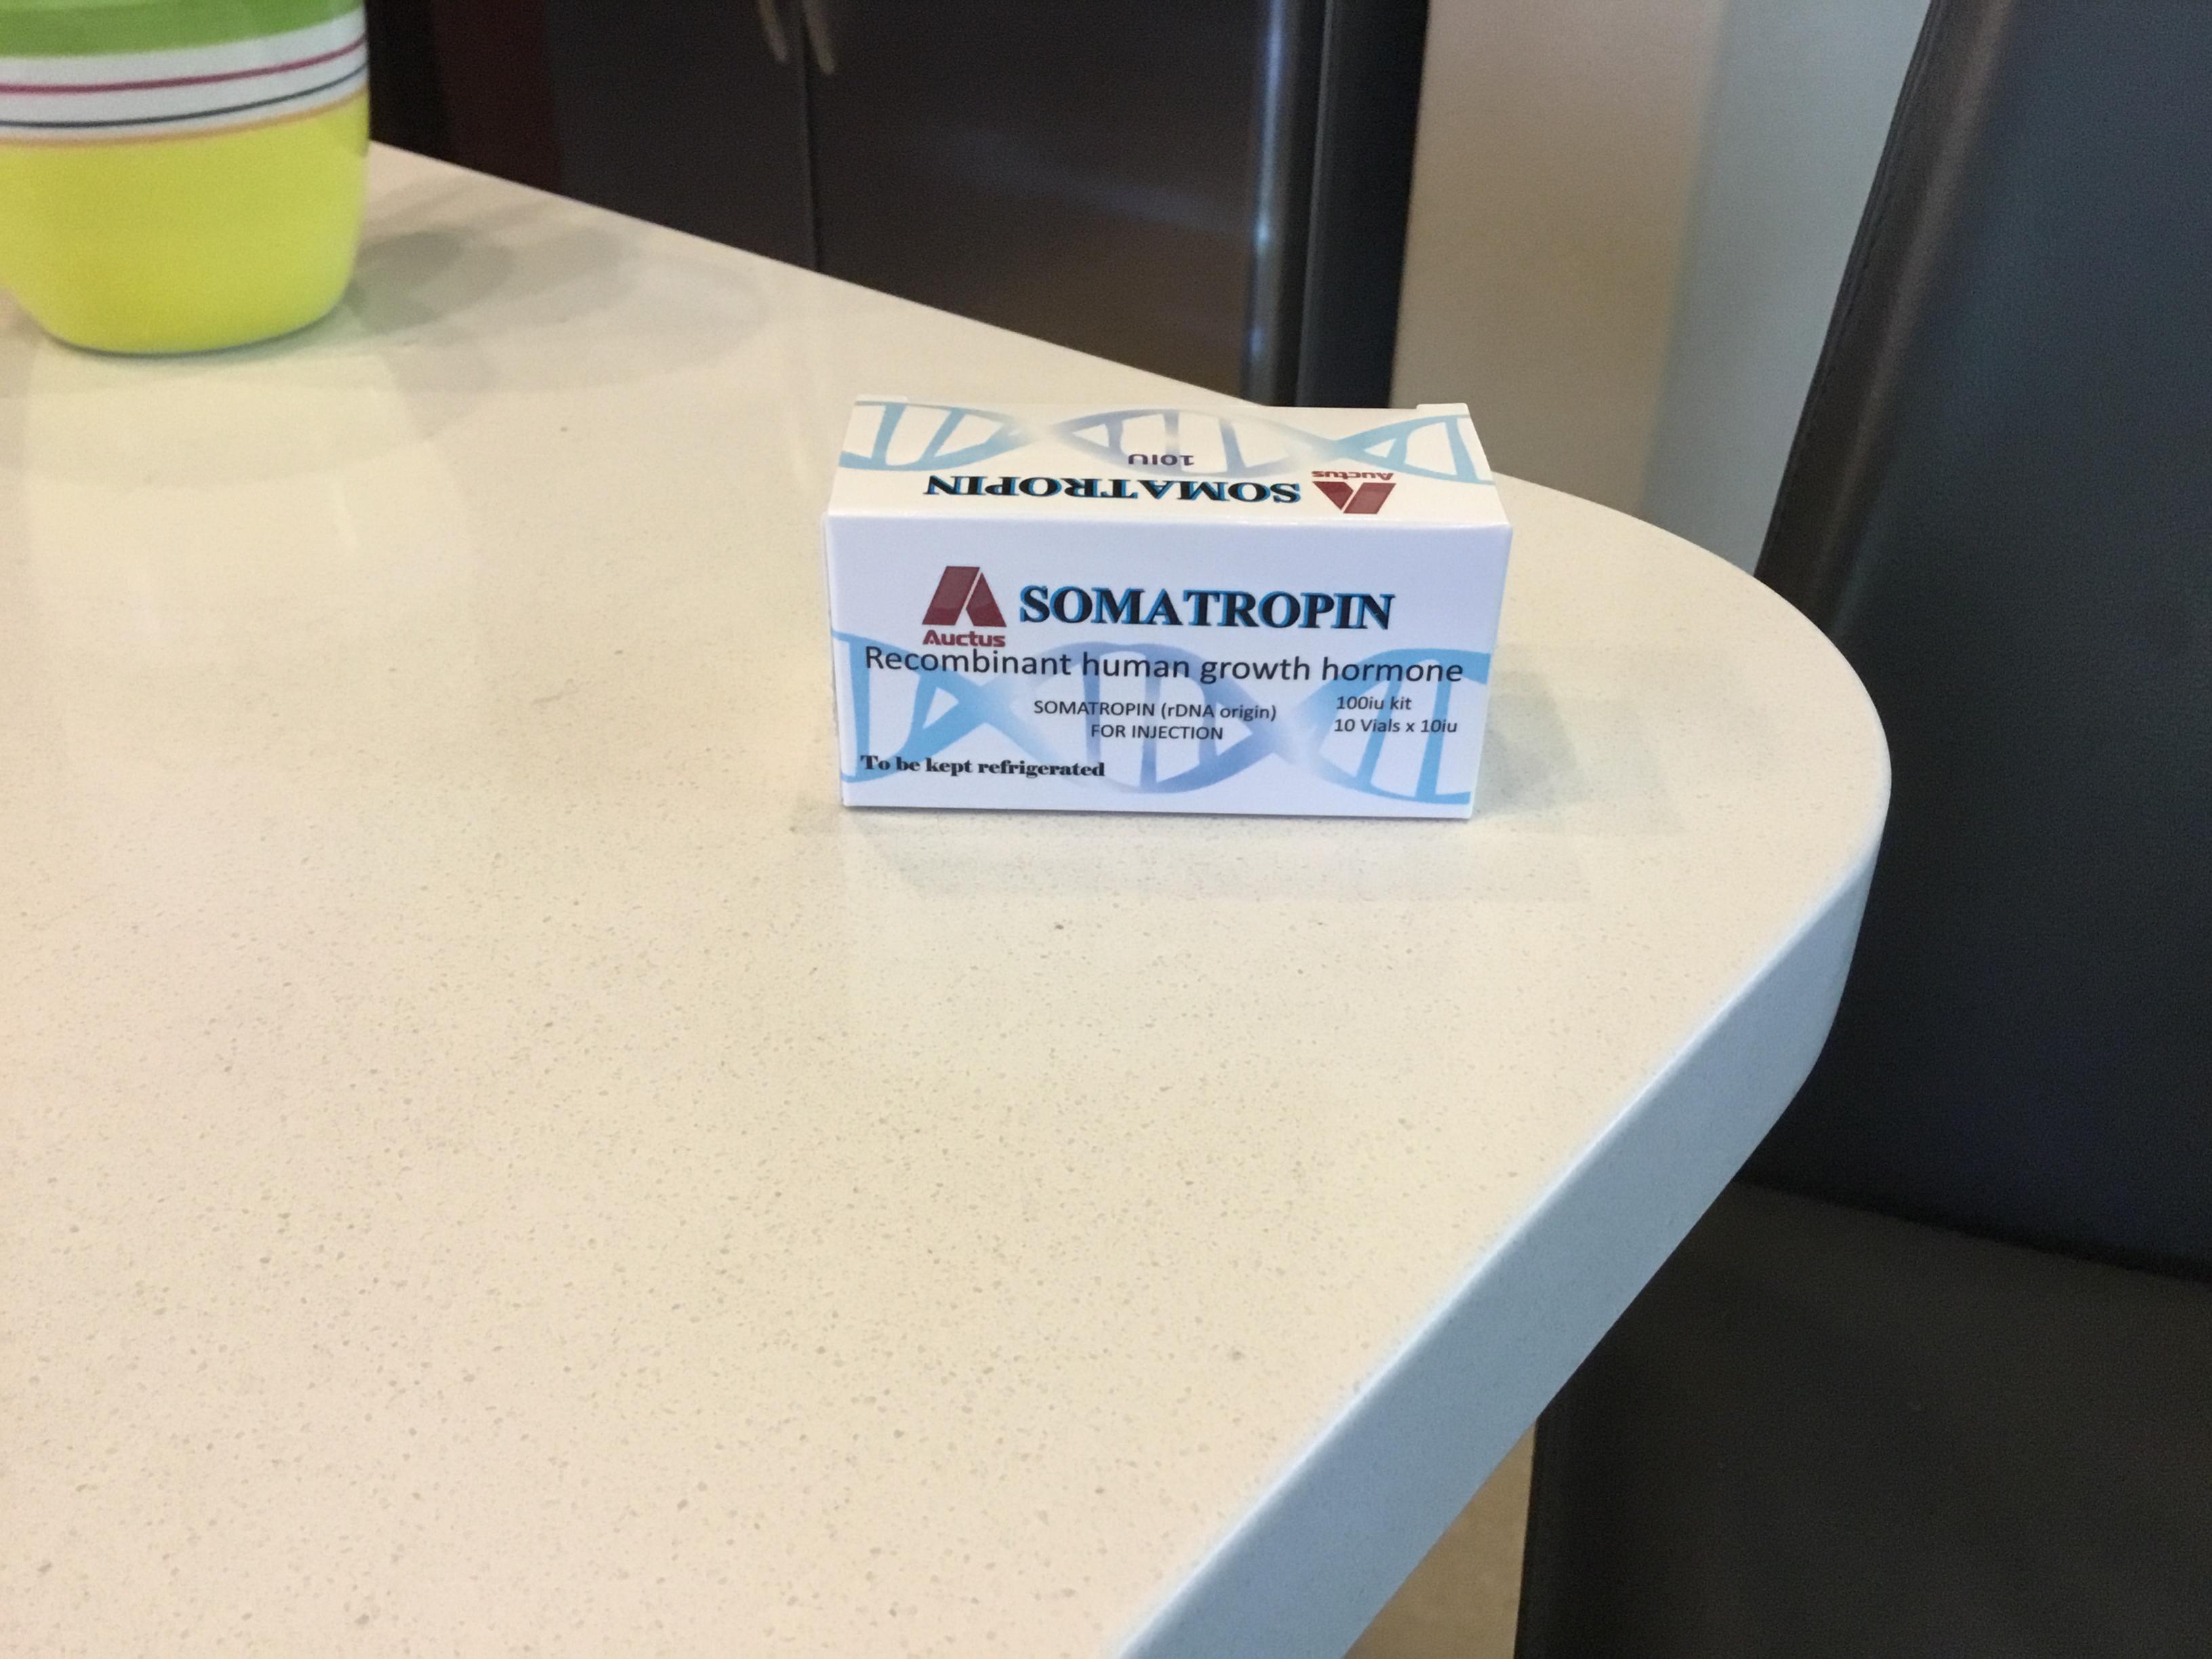 10IU
SOMATROPIN
Auctus
SOMATROPIN
Auctus
Recombinant human growth hormone
SOMATROPIN (rDNA origin)
FOR INJECTION
100iu kit
10 Vials x 10iu
To be kept refrigerated